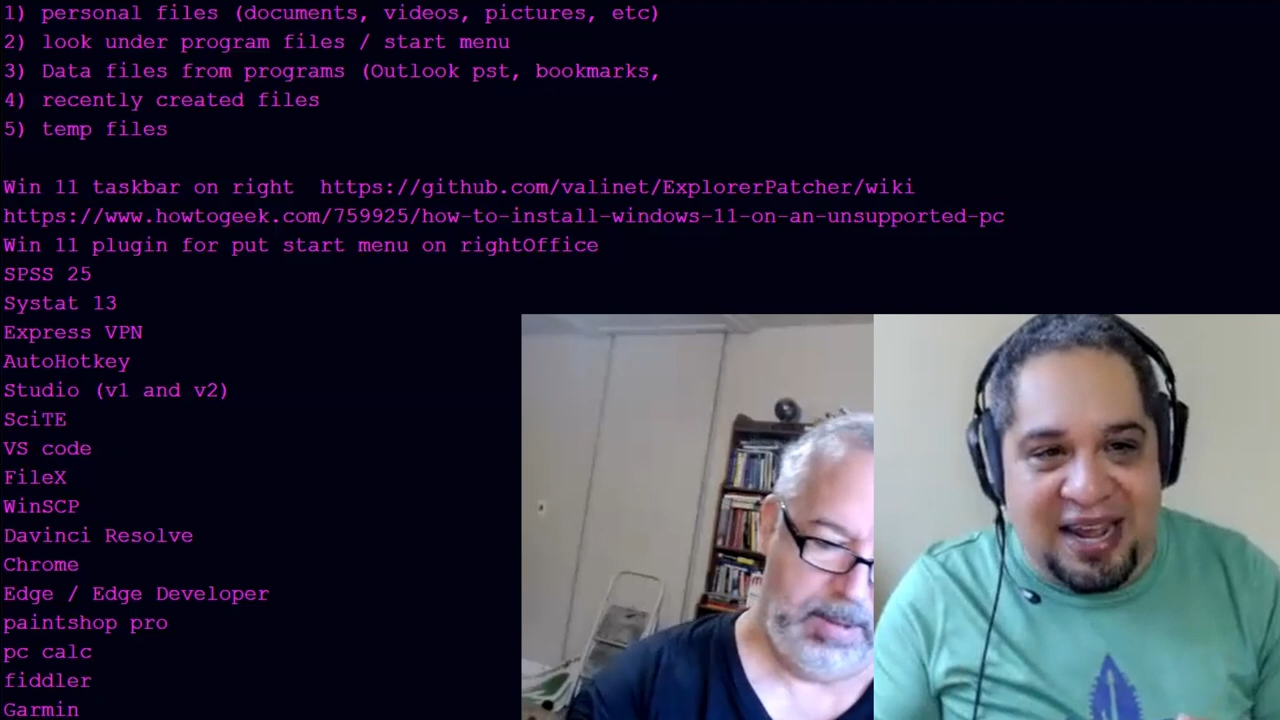 1) personal files (documents, videos, pictures, etc)
2) look under program files / start menu
3) Data files from programs (Outlook pst, bookmarks,
4) recently created files
5) temp files
Win 11 taskbar on right  https://github.com/valinet/ExplorerPatcher/wiki
https://www.howtogeek.com/759925/how-to-install-windows-11-on-an-unsupported-pc
Win 11 plugin for put start menu on rightOffice
SPSS 25
Systat 13
Express VPN
AutoHotkey
Studio (v1 and v2)
SciTE
VS code
FileX
WinSCP
Davinci Resolve
Chrome
Edge / Edge Developer
paintshop pro
pc calc
fiddler
Garmin